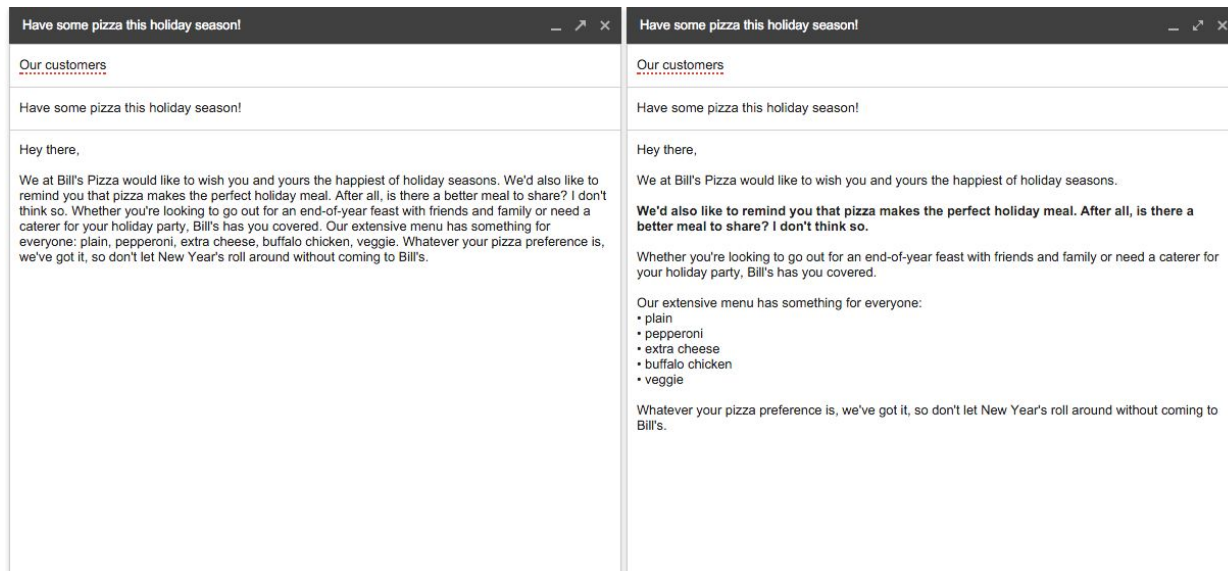 Have some pizza this holiday season!
Our customers
Have some pizza this holiday season!
Hey there,
We at Bill's Pizza would like to wish you and yours the happiest of holiday seasons. We'd also like to
remind you that pizza makes the perfect holiday meal. After all, is there a better meal to share? I don't
think so. Whether you're looking to go out for an end-of-year feast with friends and family or need a
caterer for your holiday party, Bill's has you covered. Our extensive menu has something for
everyone: plain, pepperoni, extra cheese, buffalo chicken, veggie. Whatever your pizza preference is,
we've got it, so don't let New Year's roll around without coming to Bill's.
Have some pizza this holiday season!
Our customers
Have some pizza this holiday season!
Hey there,
We at Bill's Pizza would like to wish you and yours the happiest of holiday seasons.
We'd also like to remind you that pizza makes the perfect holiday meal. After all, is there a
better meal to share? I don't think so.
Whether you're looking to go out for an end-of-year feast with friends and family or need a caterer for
your holiday party, Bill's has you covered.
Our extensive menu has something for everyone:
• plain
• pepperoni
• extra cheese
• buffalo chicken
• veggie
Whatever your pizza preference is, we've got it, so don't let New Year's roll around without coming to
Bill's.